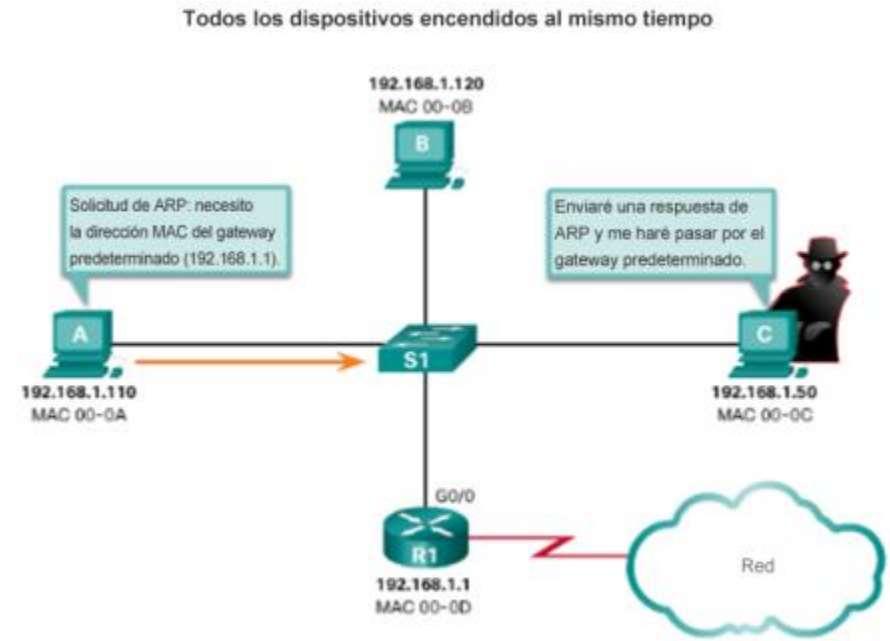 Todos los dispositivos encendidos al mismo tiempo
192.168.1.120
MAC 00-0B
B
Solicitud de ARP: necesito
la dirección MAC del gateway
predeterminado (192.168.1.1).
Enviaré una respuesta de
ARP y me haré pasar por el
gateway predeterminado.
A
S1
C
192.168.1.110
MAC 00-0A
192.168.1.50
MAC 00-0C
G0/0
R1
192.168.1.1
MAC 00-0D
Red